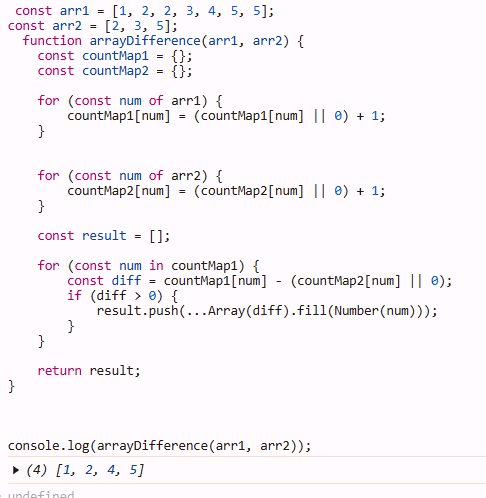 const arr1 = [1, 2, 2, 3, 4, 5, 5];
const arr2 = [2, 3, 5];
function arrayDifference(arr1, arr2) {
const countMap1 = {};
const countMap2 = {};
for (const num of arr1) {
countMap1[num] = (countMap1[num] || 0) + 1;
}
for (const num of arr2) {
countMap2[num] = (countMap2[num] || 0) + 1;
}
const result = [];
for (const num in countMap1) {
const diff = countMap1[num] - (countMap2[num] || 0);
if (diff > 0) {
result.push(...Array(diff).fill(Number(num)));
}
}
return result;
}
console.log(arrayDifference(arr1, arr2));
(4) [1, 2, 4, 5]
undefined